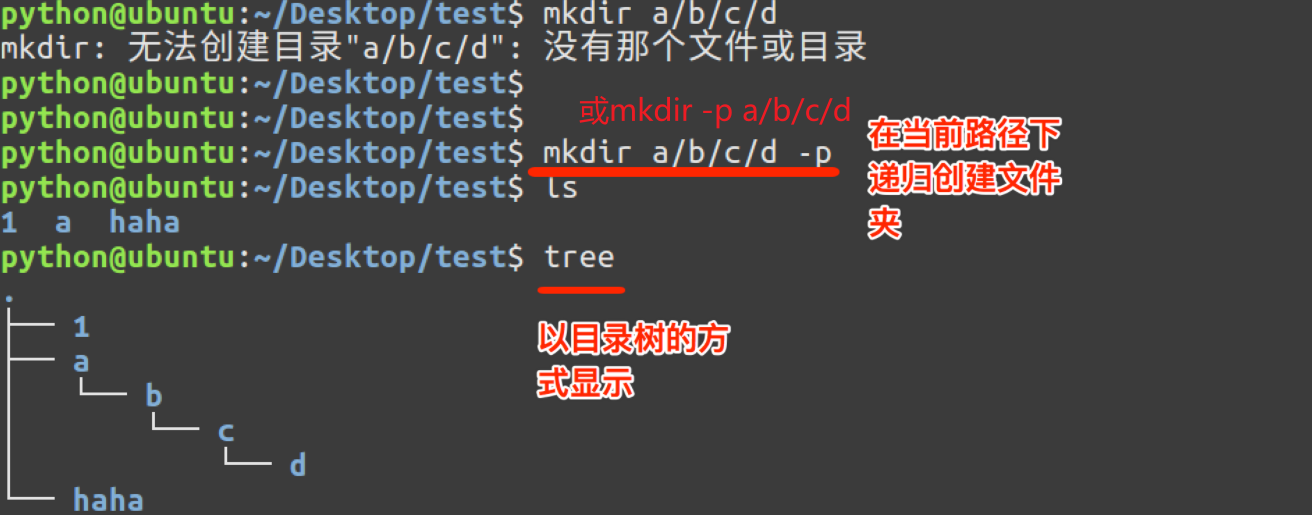 python@ubuntu:~/Desktop/test$ mkdir a/b/c/d
mkdir: 无法创建目录"a/b/c/d": 没有那个文件或目录
python@ubuntu:~/Desktop/test$
python@ubuntu:~/Desktop/test$
或mkdir -p a/b/c/d
python@ubuntu:~/Desktop/test$ mkdir a/b/c/d -p
在当前路径下
递归创建文件
夹
python@ubuntu:~/Desktop/test$ ls
1 a haha
python@ubuntu:~/Desktop/test$ tree
.
├── 1
├── a
│   └── b
│       └── c
│           └── d
└── haha
以目录树的方
式显示